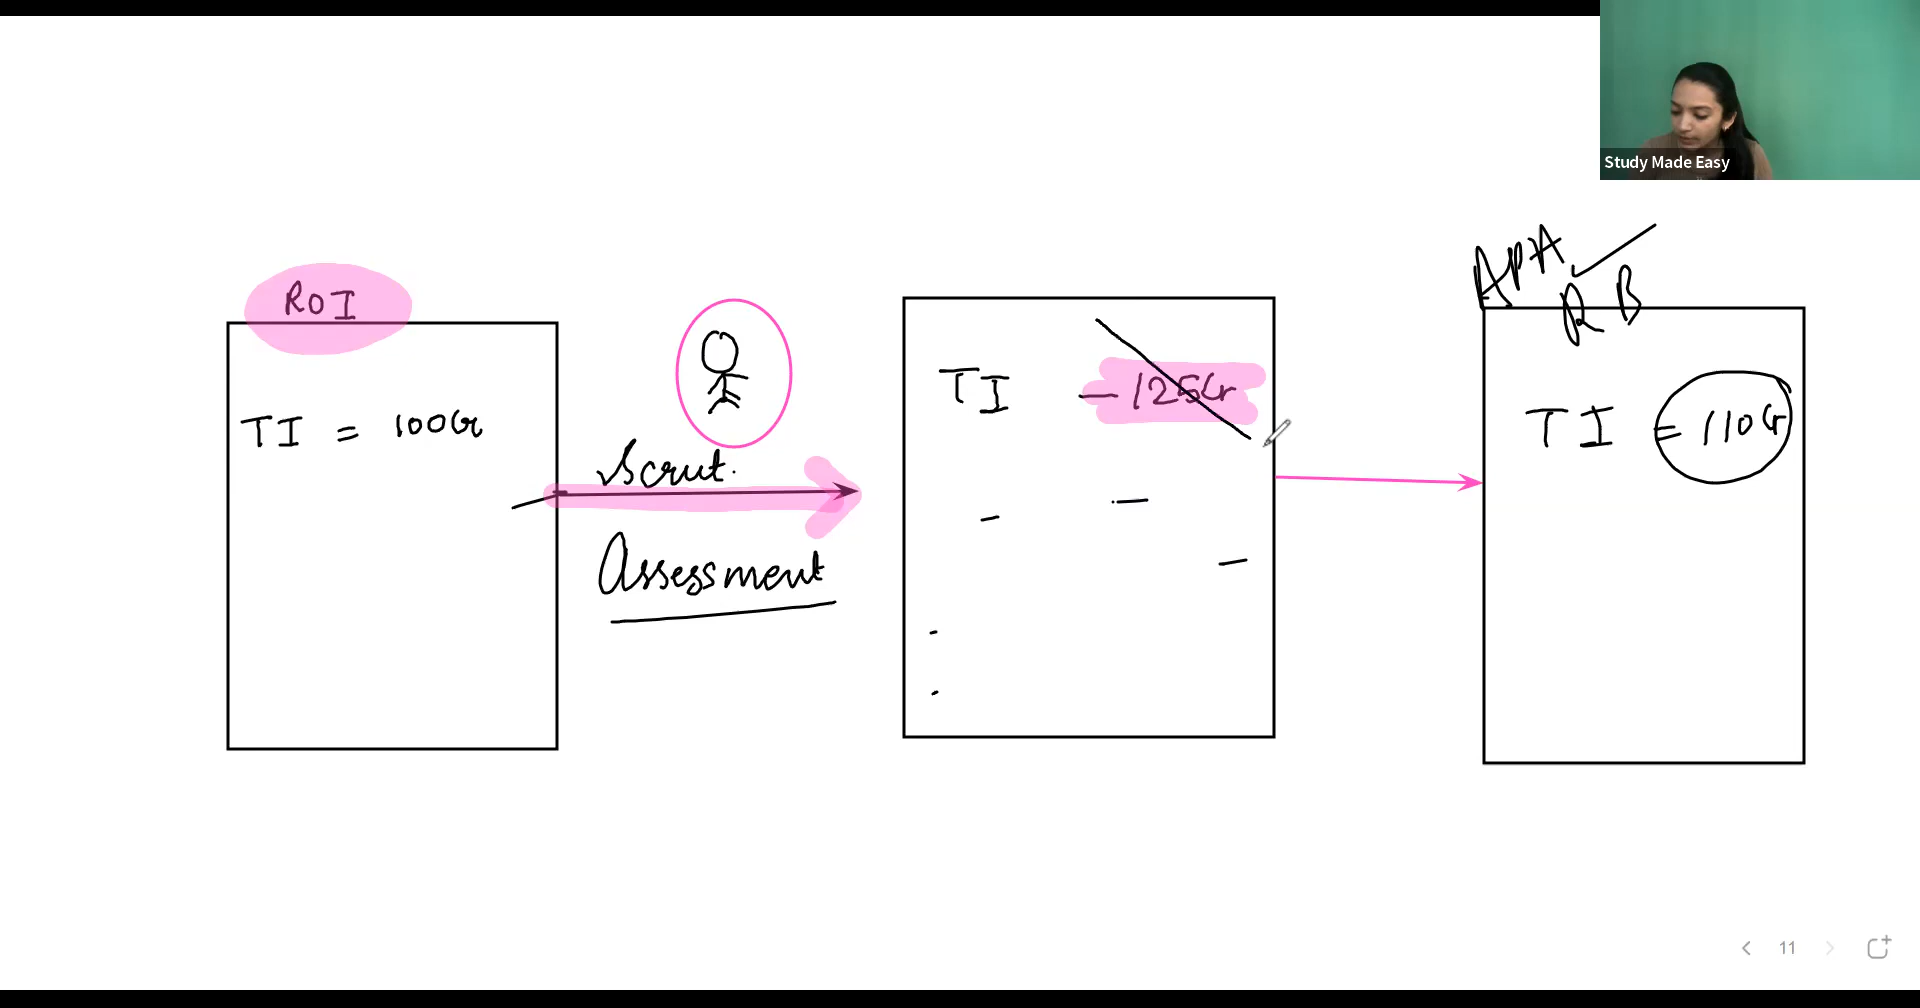 Study Made Easy
ROI
TI = 100Cr
Scrut.
Assessment
TI - 125Cr
APA
RB
TI = 110Cr
11